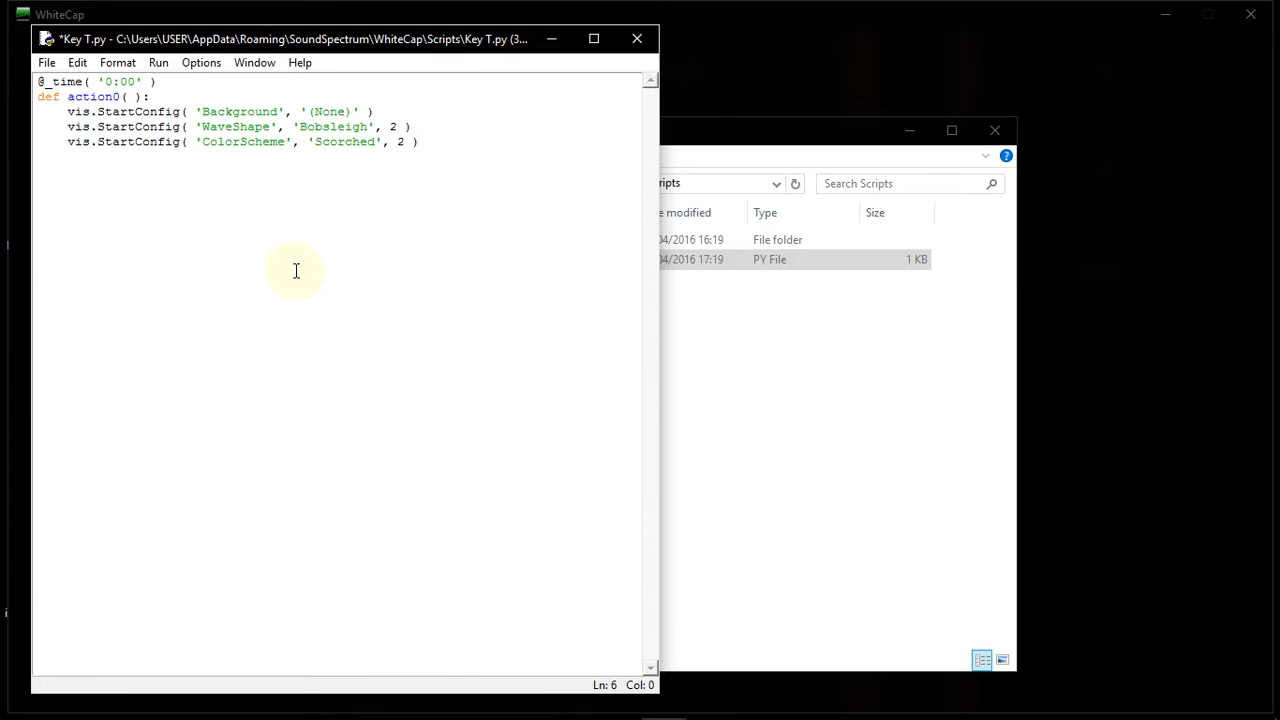 WhiteCap
*Key T.py - C:\Users\USER\AppData\Roaming\SoundSpectrum\WhiteCap\Scripts\Key T.py (3...
File Edit Format Run Options Window Help
@_time( '0:00' )
def action0( ):
    vis.StartConfig( 'Background', '(None)' )
    vis.StartConfig( 'WaveShape', 'Bobsleigh', 2 )
    vis.StartConfig( 'ColorScheme', 'Scorched', 2 )
Ln: 6 Col: 0
ripts
Search Scripts
e modified Type Size
04/2016 16:19 File folder
04/2016 17:19 PY File 1 KB
i